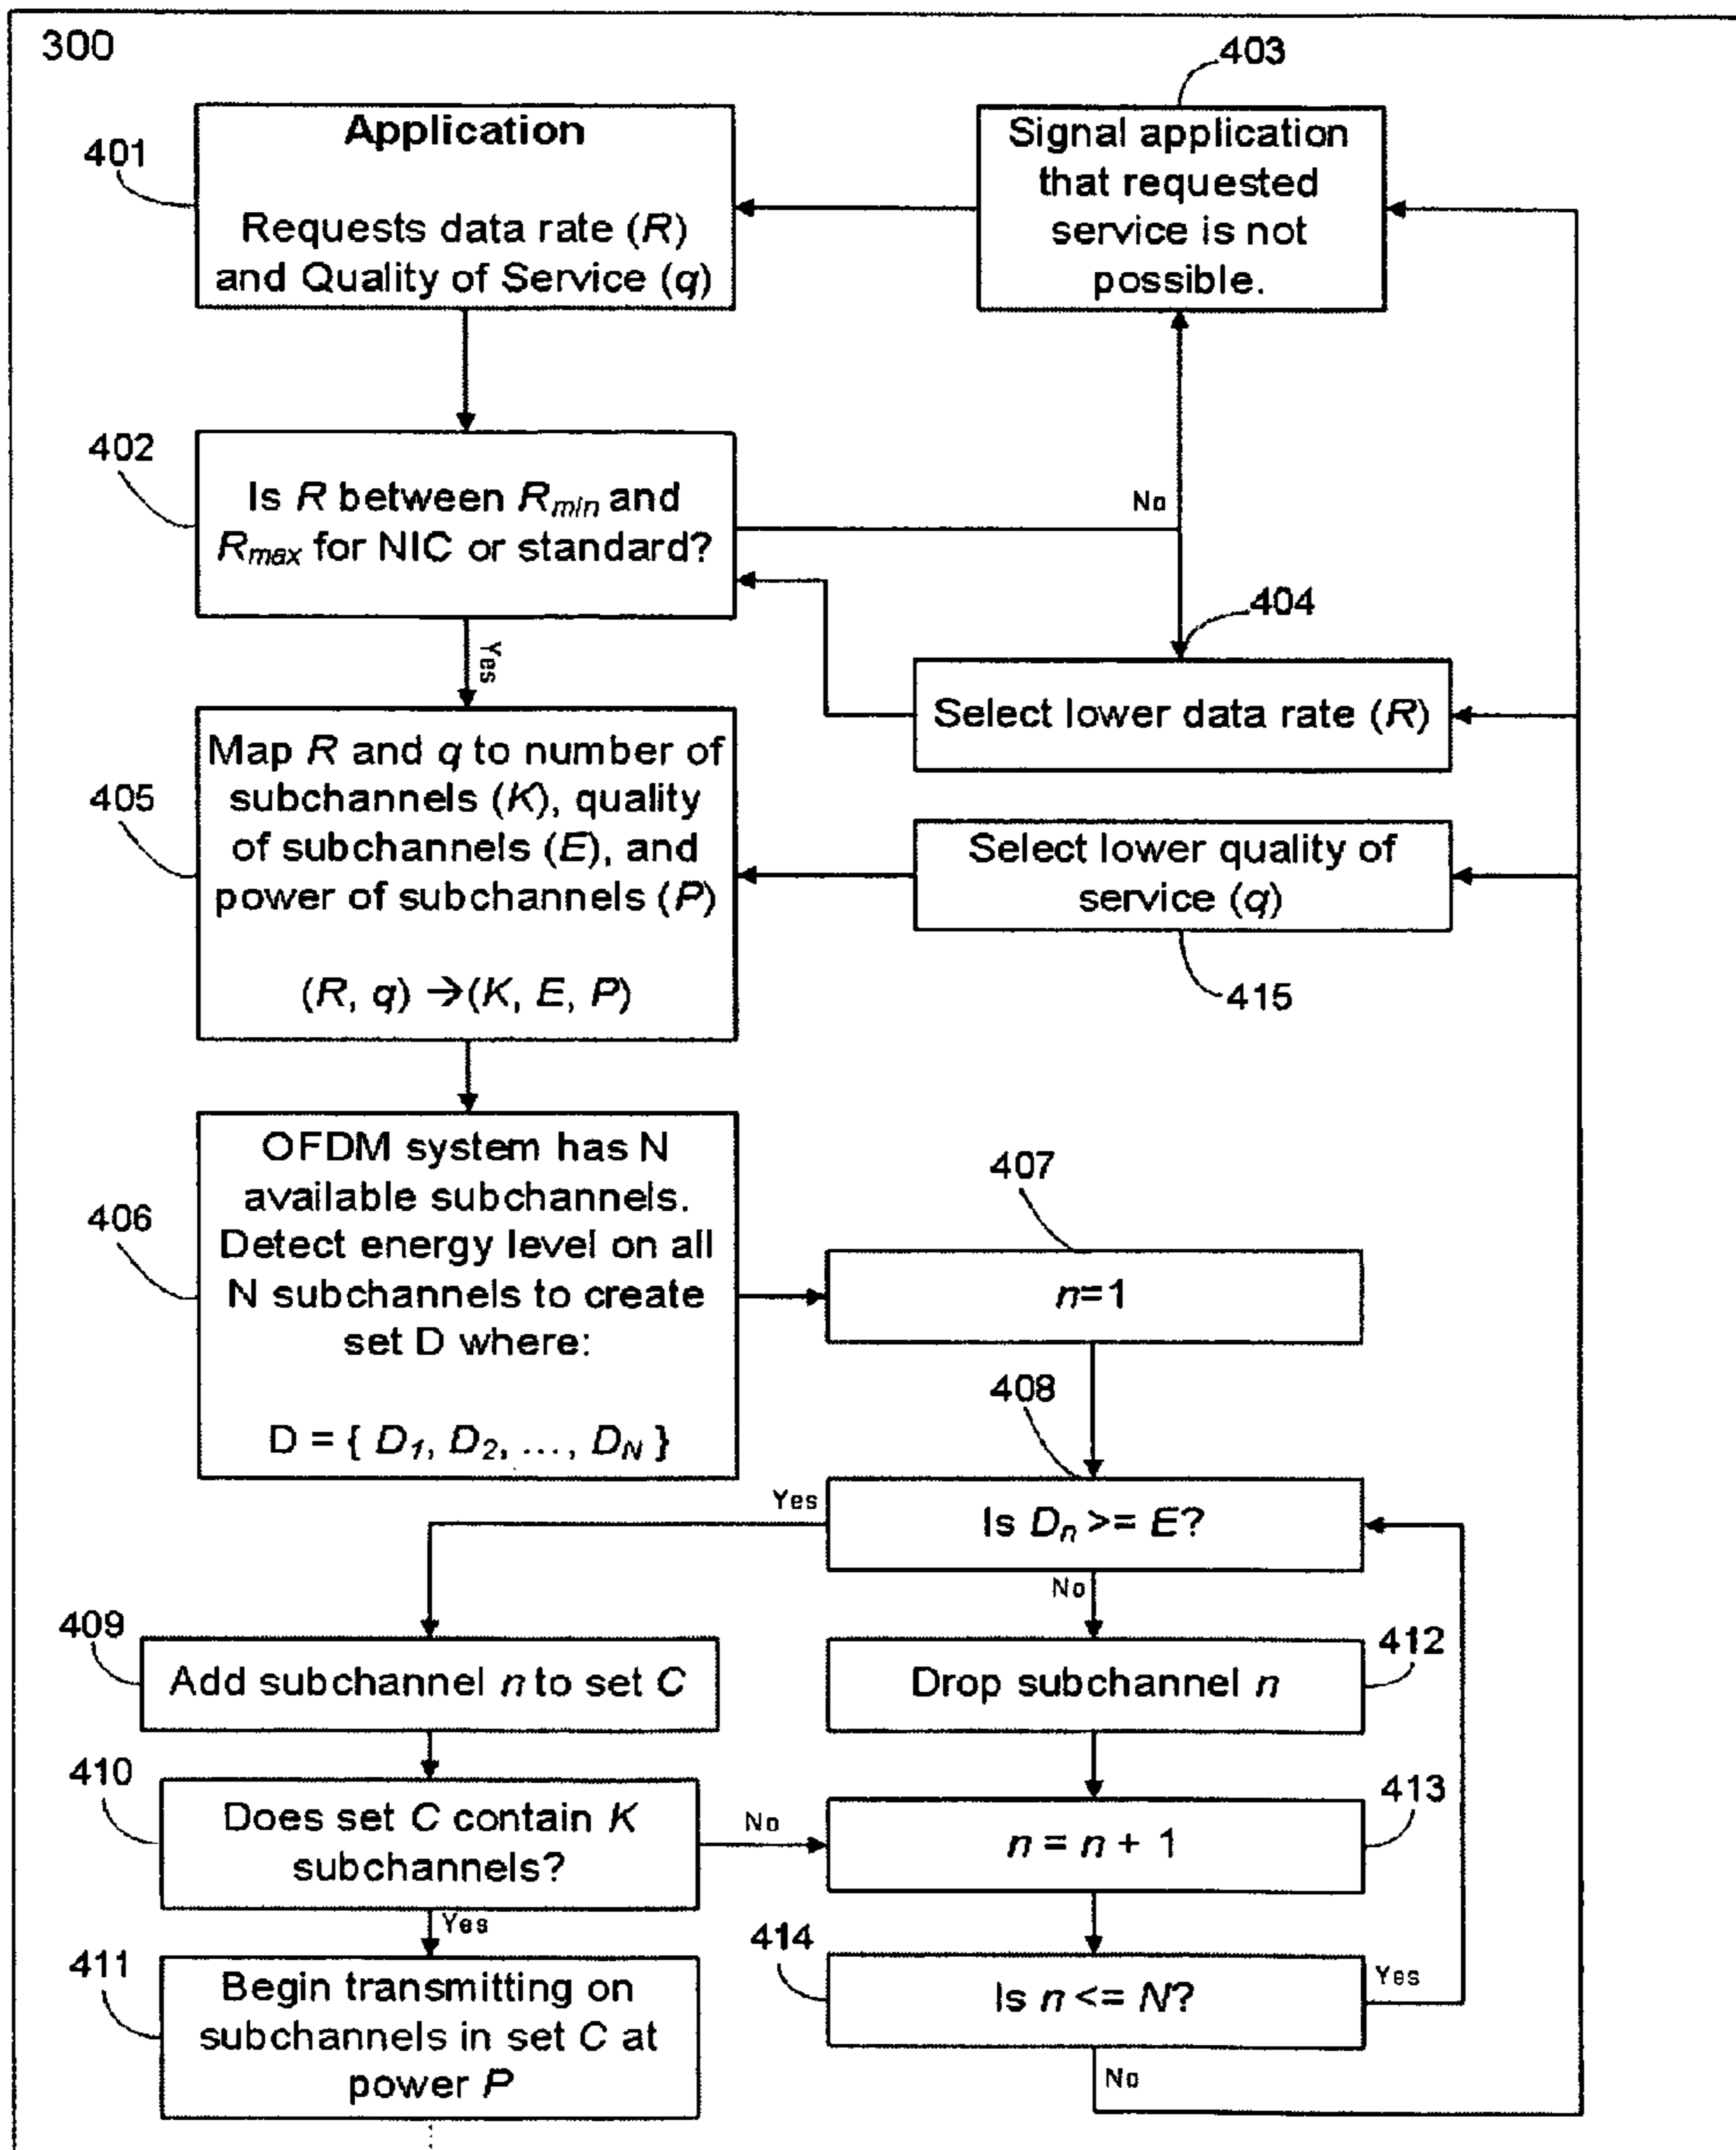 300
403
401
Application
Requests data rate (R)
and Quality of Service (q)
Signal application
that requested
service is not
possible.
402
Is R between Rmin and
Rmax for NIC or standard?
No
Yes
404
Select lower data rate (R)
405
Map R and q to number of
subchannels (K), quality
of subchannels (E), and
power of subchannels (P)
(R, q) →(K, E, P)
Select lower quality of
service (q)
415
406
OFDM system has N
available subchannels.
Detect energy level on all
N subchannels to create
set D where:
D = { D1, D2, ..., DN }
407
n=1
408
Is Dn >= E?
Yes
No
409
Add subchannel n to set C
412
Drop subchannel n
410
Does set C contain K
subchannels?
No
Yes
413
n = n + 1
411
Begin transmitting on
subchannels in set C at
power P
414
Is n <= N?
Yes
No